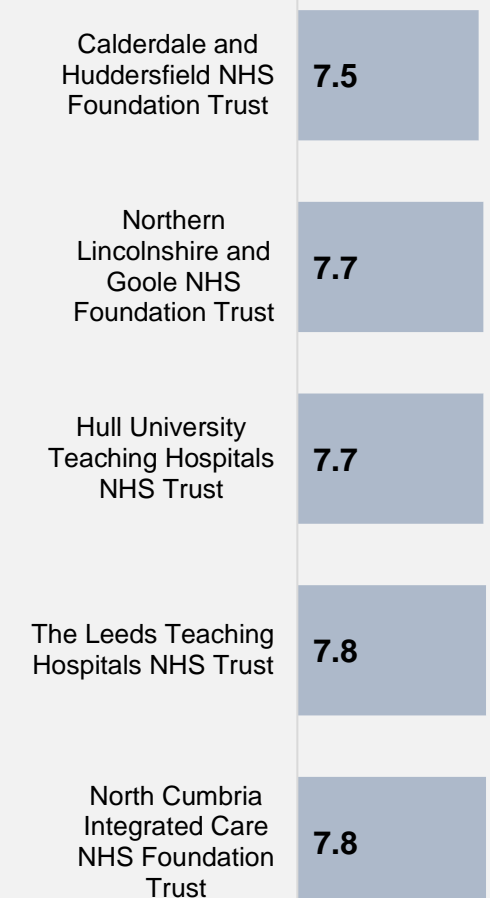 Calderdale and
Huddersfield NHS
Foundation Trust
7.5
Northern
Lincolnshire and
Goole NHS
Foundation Trust
7.7
Hull University
Teaching Hospitals
NHS Trust
7.7
The Leeds Teaching
Hospitals NHS Trust
7.8
North Cumbria
Integrated Care
NHS Foundation
Trust
7.8